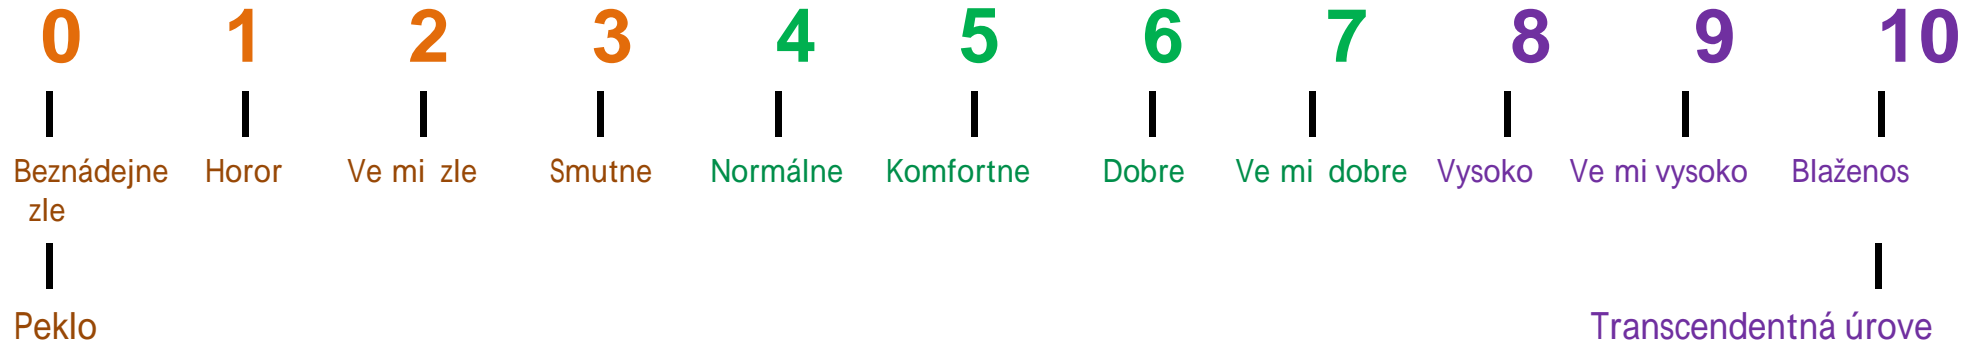 0 1 2 3 4 5 6 7 8 9 10
Beznádejne Horor Ve mi zle Smutne Normálne Komfortne Dobre Ve mi dobre Vysoko Ve mi vysoko Blaženos
zle
Peklo Transcendentná úrove